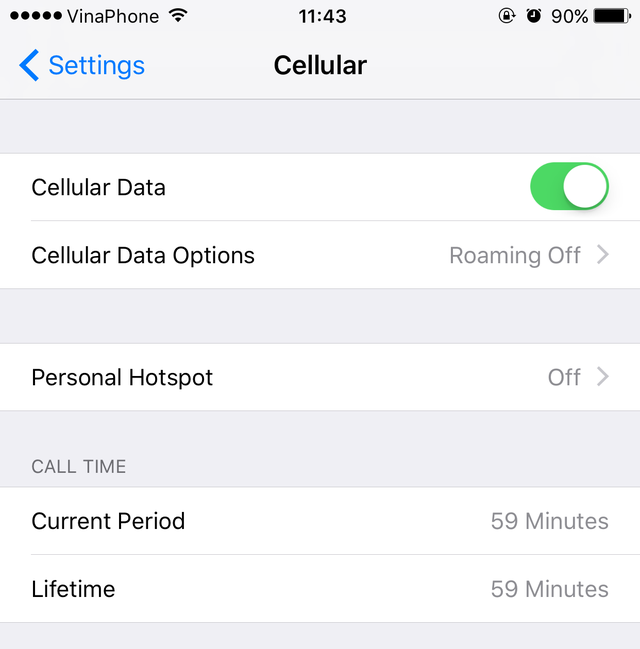 VinaPhone 11:43 90%
Settings Cellular
Cellular Data
Cellular Data Options Roaming Off
Personal Hotspot Off
CALL TIME
Current Period 59 Minutes
Lifetime 59 Minutes